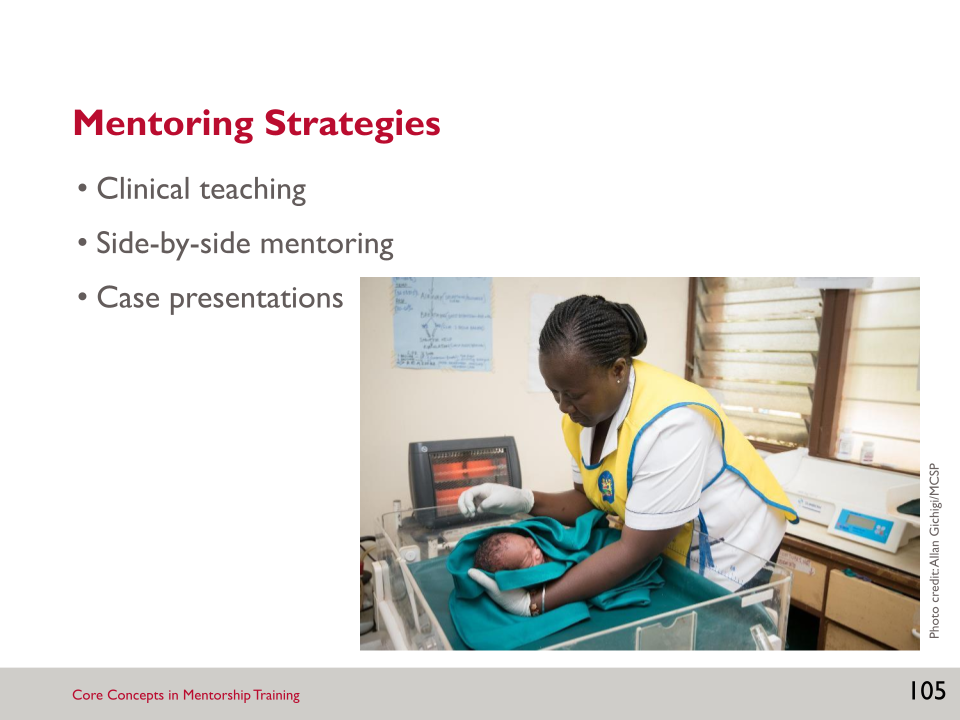 Mentoring Strategies
• Clinical teaching
• Side-by-side mentoring
• Case presentations
Photo credit: Allan Gichigi/MCSP
Core Concepts in Mentorship Training
105